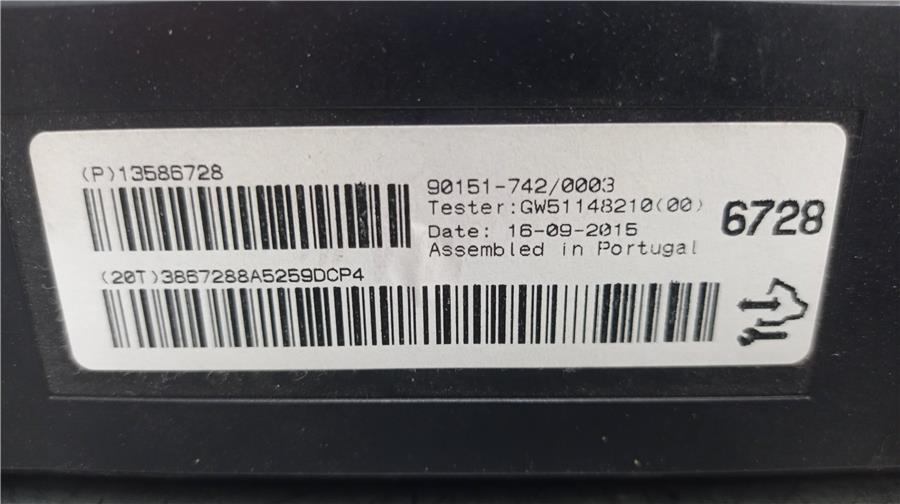 (P)13586728
90151-742/0003
Tester:GW51148210(00)
Date: 16-09-2015
Assembled in Portugal
6728
(20T)3867288A5259DCP4